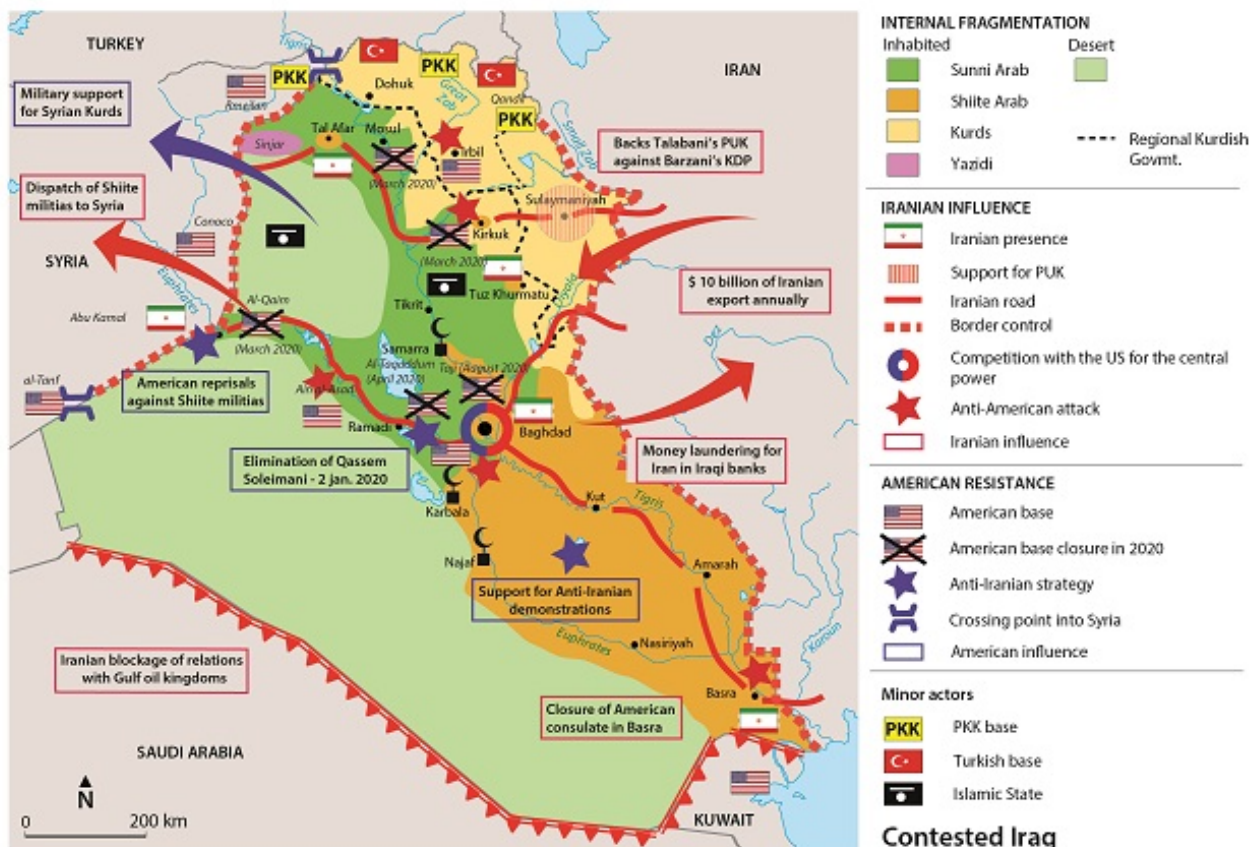 TURKEY
Tigris
PKK
PKK
Dohuk
Great
Zab
Qandil
PKK
IRAN
Military support
for Syrian Kurds
Rmeilan
Sinjar
Tal Afar
Mosul
(March 2020)
Irbil
Small Zab
Backs Talabani's PUK
against Barzani's KDP
Dispatch of Shiite
militias to Syria
Conoco
Sulaymaniyah
Kirkuk
(March 2020)
SYRIA
Euphrates
Tuz Khurmatu
Diyala
$ 10 billion of Iranian
export annually
Tikrit
Al-Qaim
(March 2020)
Abu Kamal
Samarra
Al-Taqaddum
(April 2020)
Taji (August 2020)
al-Tanf
American reprisals
against Shiite militias
Ain al-Asad
Ramadi
Baghdad
Elimination of Qassem
Soleimani - 2 jan. 2020
Money laundering for
Iran in Iraqi banks
Karbala
Kut
Tigris
Najaf
Amarah
Support for Anti-Iranian
demonstrations
Euphrates
Nasiriyah
Karoun
Iranian blockage of relations
with Gulf oil kingdoms
Basra
Closure of American
consulate in Basra
SAUDI ARABIA
N
0 200 km
KUWAIT
INTERNAL FRAGMENTATION
Inhabited Desert
Sunni Arab
Shiite Arab
Kurds
Regional Kurdish
Govmt.
Yazidi
IRANIAN INFLUENCE
Iranian presence
Support for PUK
Iranian road
Border control
Competition with the US for the central
power
Anti-American attack
Iranian influence
AMERICAN RESISTANCE
American base
American base closure in 2020
Anti-Iranian strategy
Crossing point into Syria
American influence
Minor actors
PKK PKK base
Turkish base
Islamic State
Contested Iraq